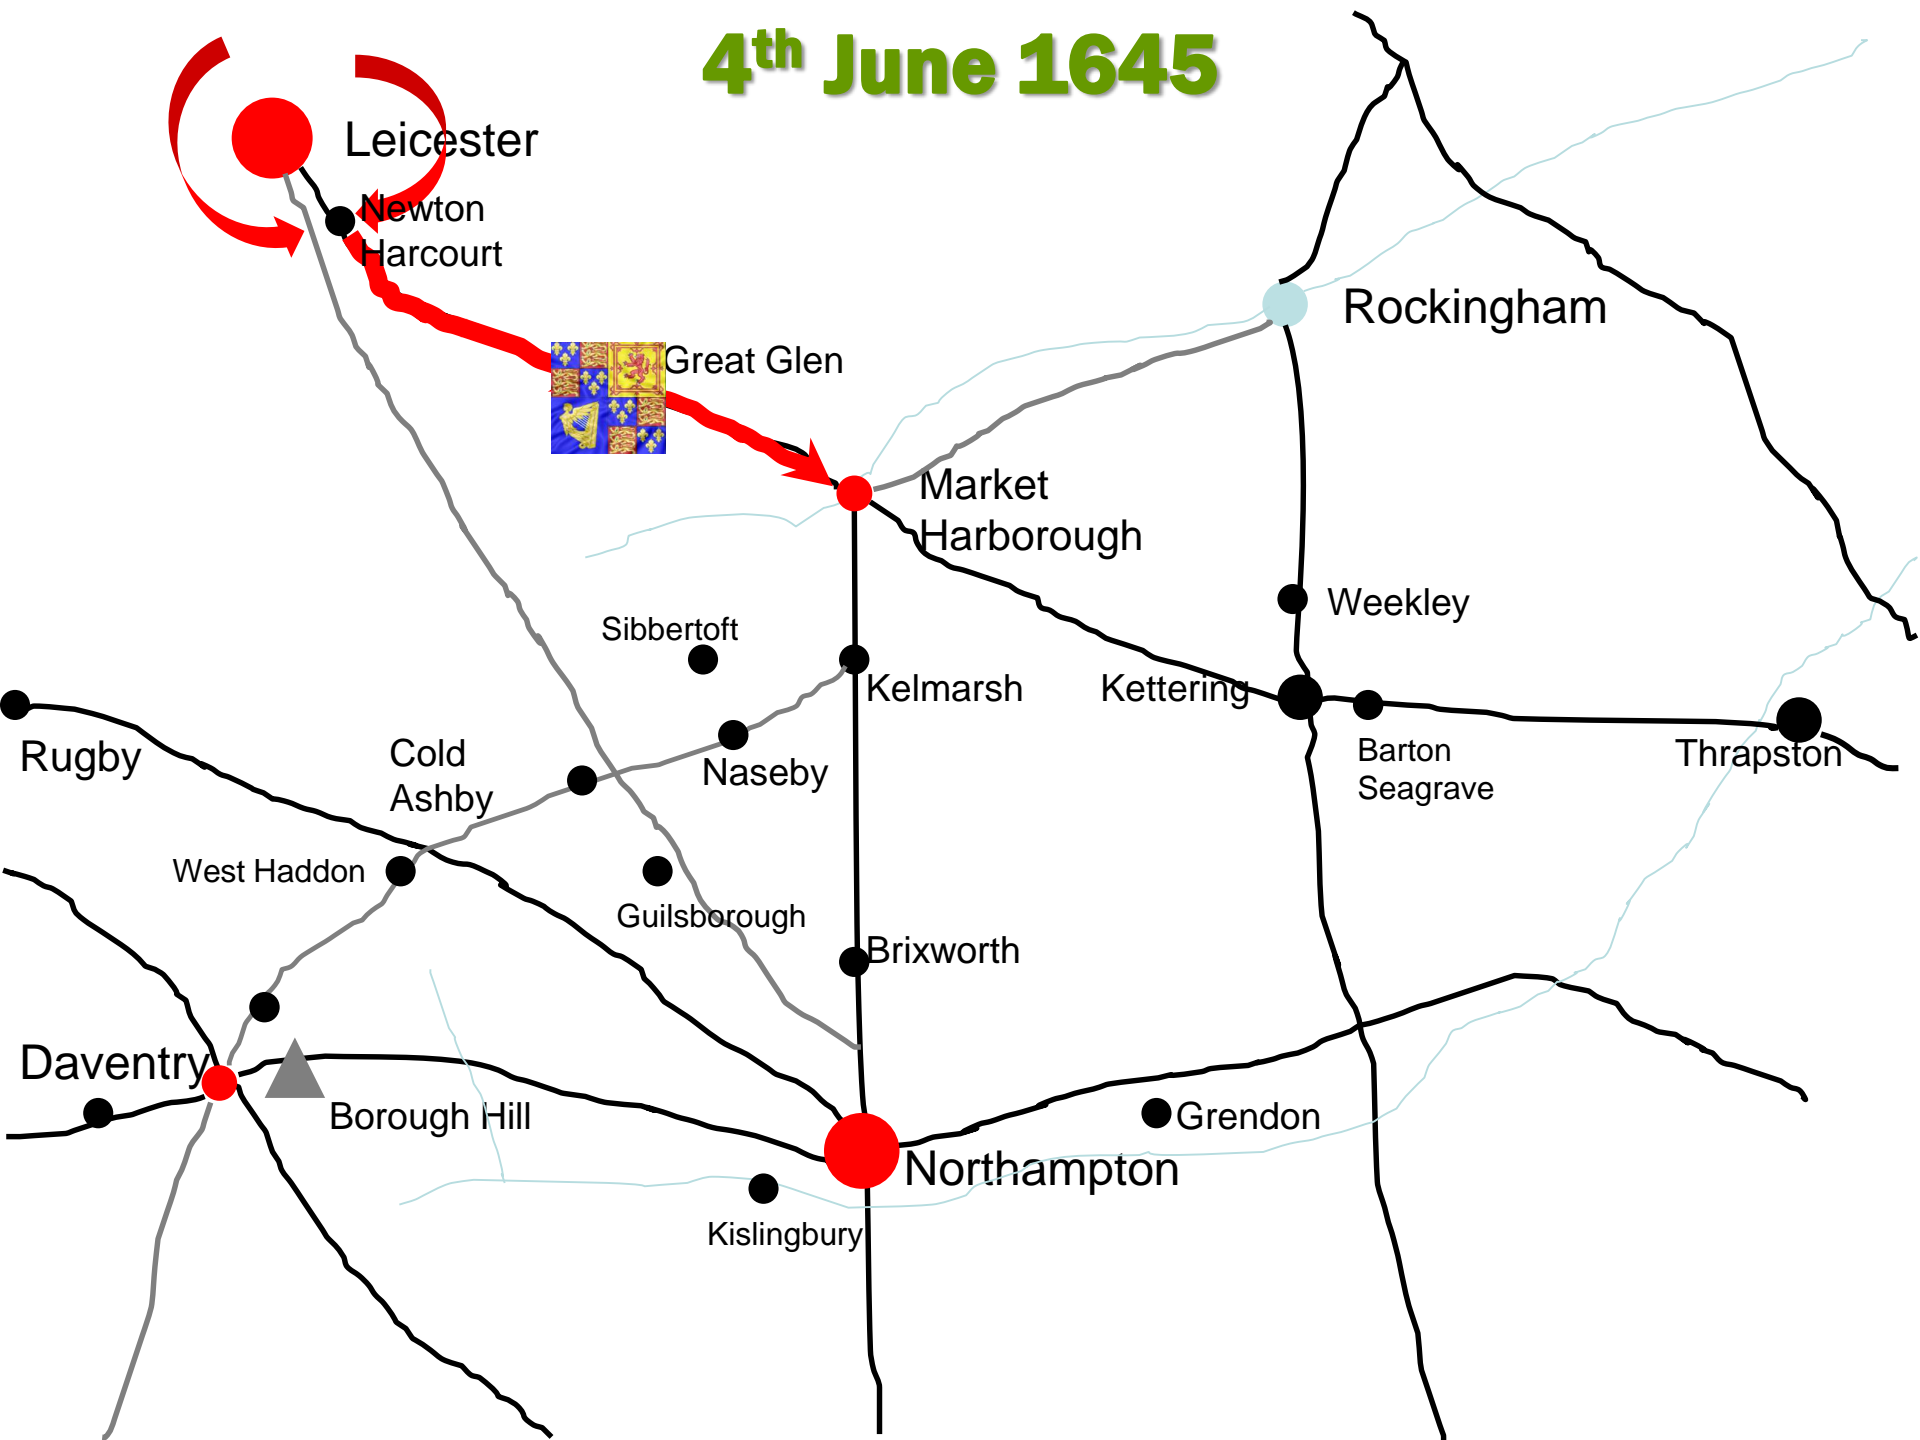 4th June 1645
Leicester
Newton
Harcourt
Rockingham
Great Glen
Market
Harborough
Weekley
Sibbertoft
Kelmarsh
Kettering
Rugby
Cold
Ashby
Naseby
Barton
Seagrave
Thrapston
West Haddon
Guilsborough
Brixworth
Daventry
Borough Hill
Grendon
Northampton
Kislingbury